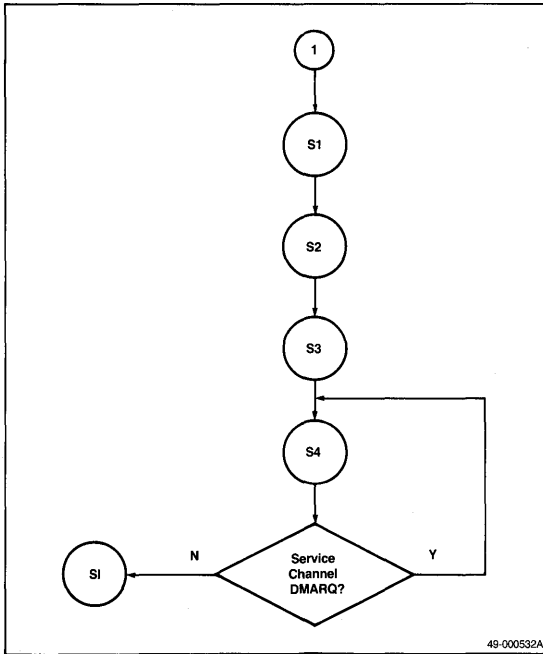 1
S1
S2
S3
S4
Service
Channel
DMARQ?
N
Y
SI
49-000532A